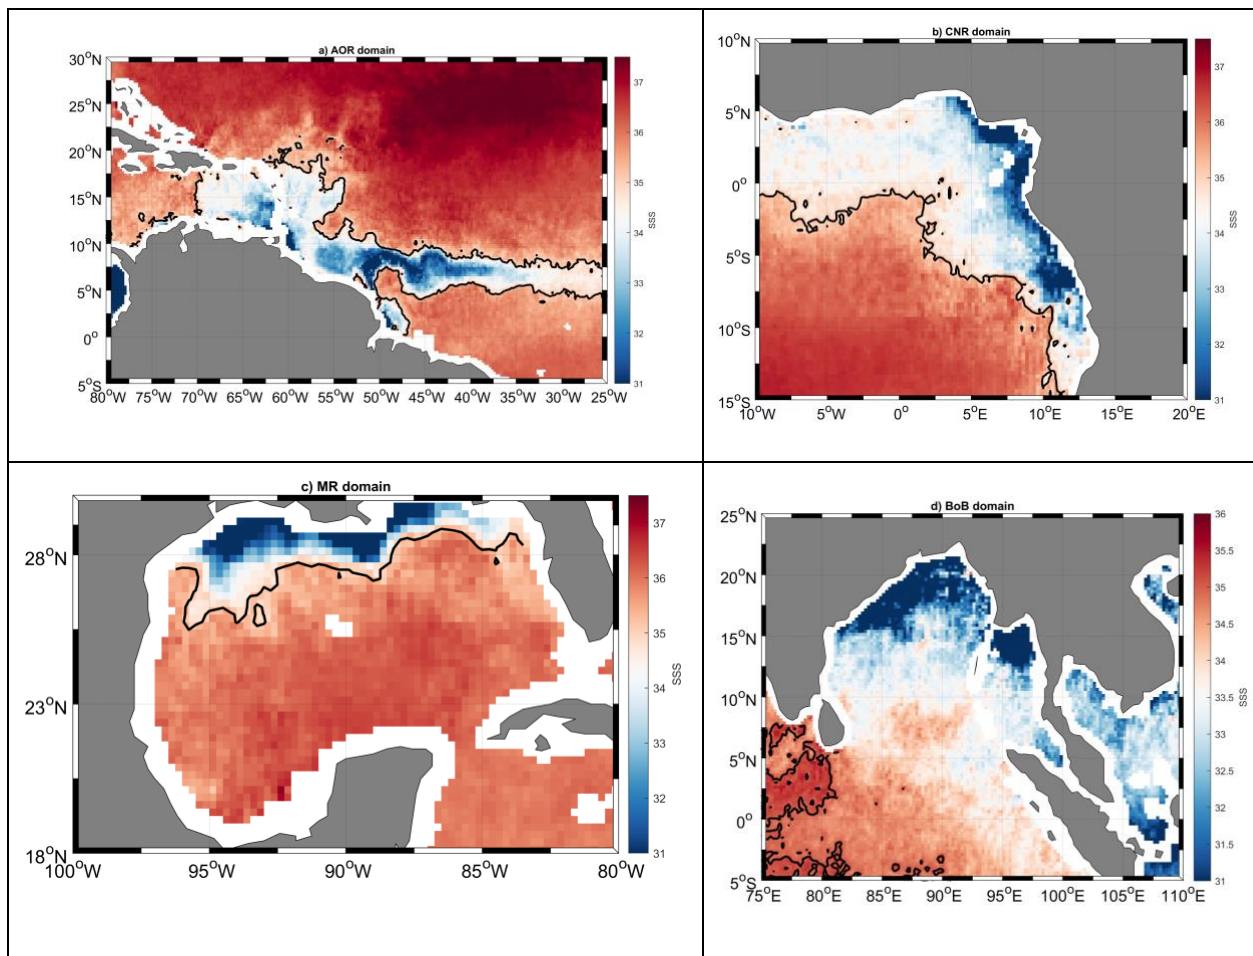 a) AOR domain
30°N
25°N
20°N
15°N
10°N
5°N
0°
5°S
80°W 75°W 65°W 60°W 55°W 50°W 45°W 40°W 35°W 30°W 25°W
37
36
35
34
33
32
31
SSS
b) CNR domain
10°N
5°N
0°
5°S
10°S
15°S
10°W 5°W 0° 5°E 10°E 15°E 20°E
37
36
35
34
33
32
31
SSS
c) MR domain
28°N
23°N
18°N
100°W 95°W 90°W 85°W 80°W
37
36
35
34
33
32
31
SSS
d) BoB domain
25°N
20°N
15°N
10°N
5°N
0°
5°S
75°E 80°E 85°E 90°E 95°E 100°E 105°E 110°E
36
35.5
35
34.5
34
33.5
33
32.5
32
31.5
31
SSS